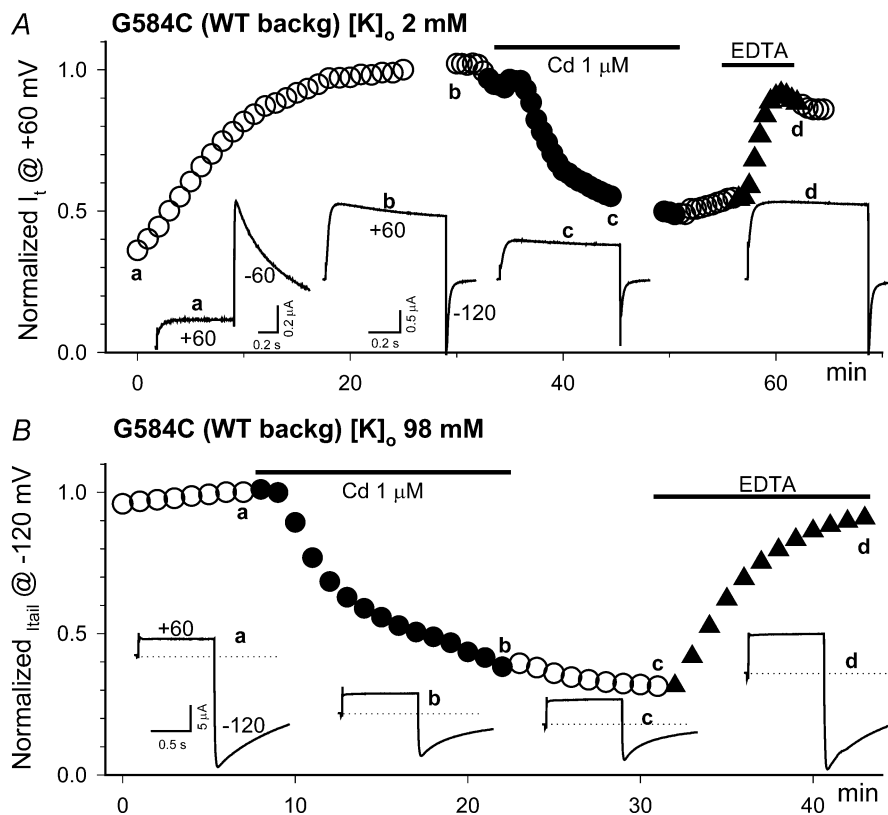 A G584C (WT backg) [K]o 2 mM
Normalized It @ +60 mV
1.0
0.5
0.0
Cd 1 μM
EDTA
a
b
c
d
a
+60
-60
0.2 s
0.2 μA
b
+60
-120
0.2 s
0.5 μA
c
d
0
20
40
60
min
B G584C (WT backg) [K]o 98 mM
Normalized Itail @ -120 mV
1.0
0.5
0.0
Cd 1 μM
EDTA
a
b
c
d
+60
a
-120
0.5 s
5 μA
b
c
d
0
10
20
30
40
min